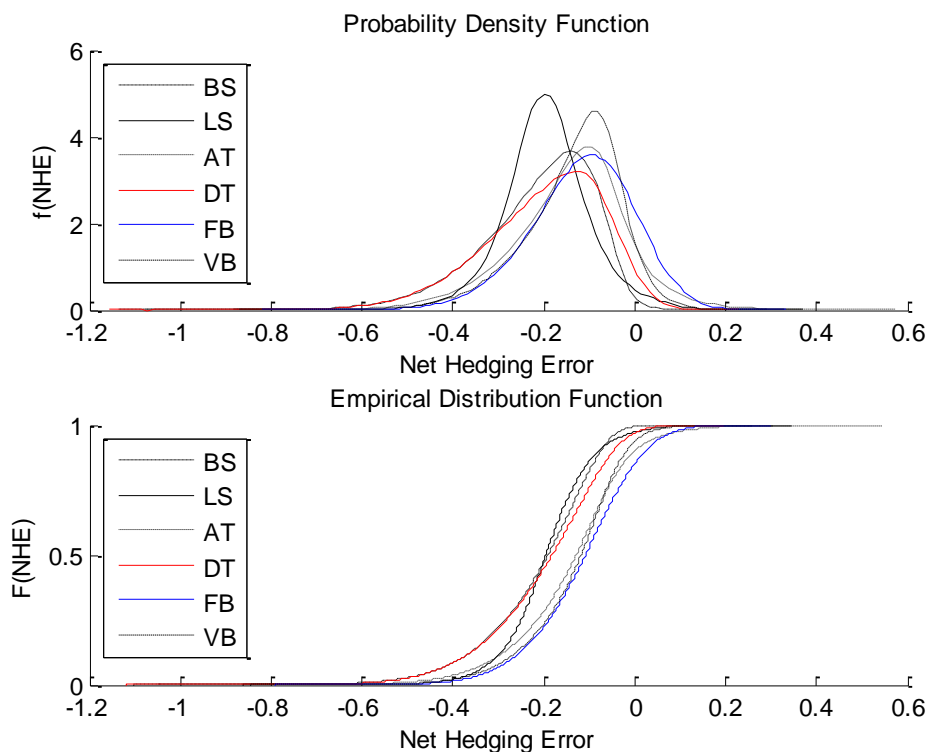 Probability Density Function
6
4
2
0
f(NHE)
BS
LS
AT
DT
FB
VB
-1.2 -1 -0.8 -0.6 -0.4 -0.2 0 0.2 0.4 0.6
Net Hedging Error
Empirical Distribution Function
1
0.5
0
F(NHE)
BS
LS
AT
DT
FB
VB
-1.2 -1 -0.8 -0.6 -0.4 -0.2 0 0.2 0.4 0.6
Net Hedging Error